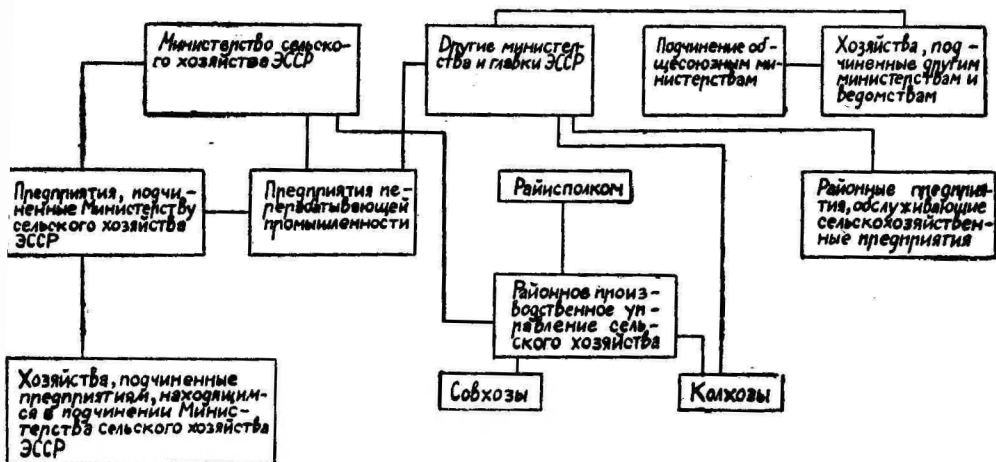 Министерство сельско-
го хозяйства ЭССР
Другие министер-
ства и главки ЭССР
Подчинение об-
щесоюзным ми-
нистерствам
Хозяйства, под-
чиненные другим
министерствам и
ведомствам
Предприятия, подчи-
ненные Министерству
сельского хозяйства
ЭССР
Предприятия пе-
рерабатывающей
промышленности
Райисполком
Районные предприя-
тия, обслуживающие
сельскохозяйствен-
ные предприятия
Районное произ-
водственное уп-
равление сель-
ского хозяйства
Хозяйства, подчиненные
предприятиям, находящим-
ся в подчинении Минис-
терства сельского хозяйства
ЭССР
Совхозы
Колхозы